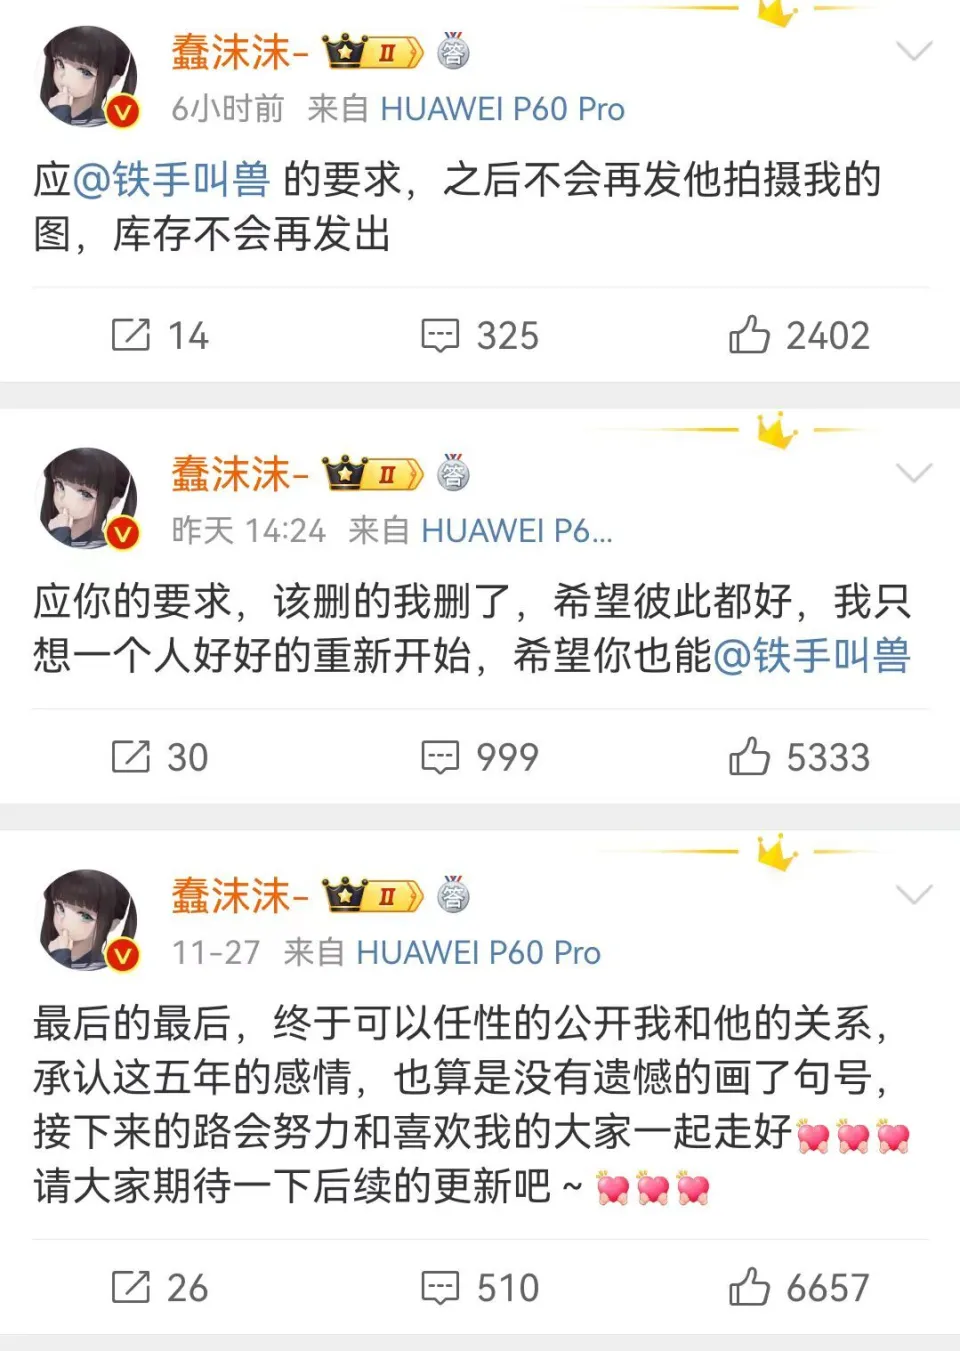 蠢沫沫- II 答
6小时前 来自 HUAWEI P60 Pro
应@铁手叫兽 的要求，之后不会再发他拍摄我的
图，库存不会再发出
14 325 2402
蠢沫沫- II 答
昨天 14:24 来自 HUAWEI P6...
应你的要求，该删的我删了，希望彼此都好，我只
想一个人好好的重新开始，希望你也能@铁手叫兽
30 999 5333
蠢沫沫- II 答
11-27 来自 HUAWEI P60 Pro
最后的最后，终于可以任性的公开我和他的关系，
承认这五年的感情，也算是没有遗憾的画了句号，
接下来的路会努力和喜欢我的大家一起走好💘💘💘
请大家期待一下后续的更新吧～💘💘💘
26 510 6657